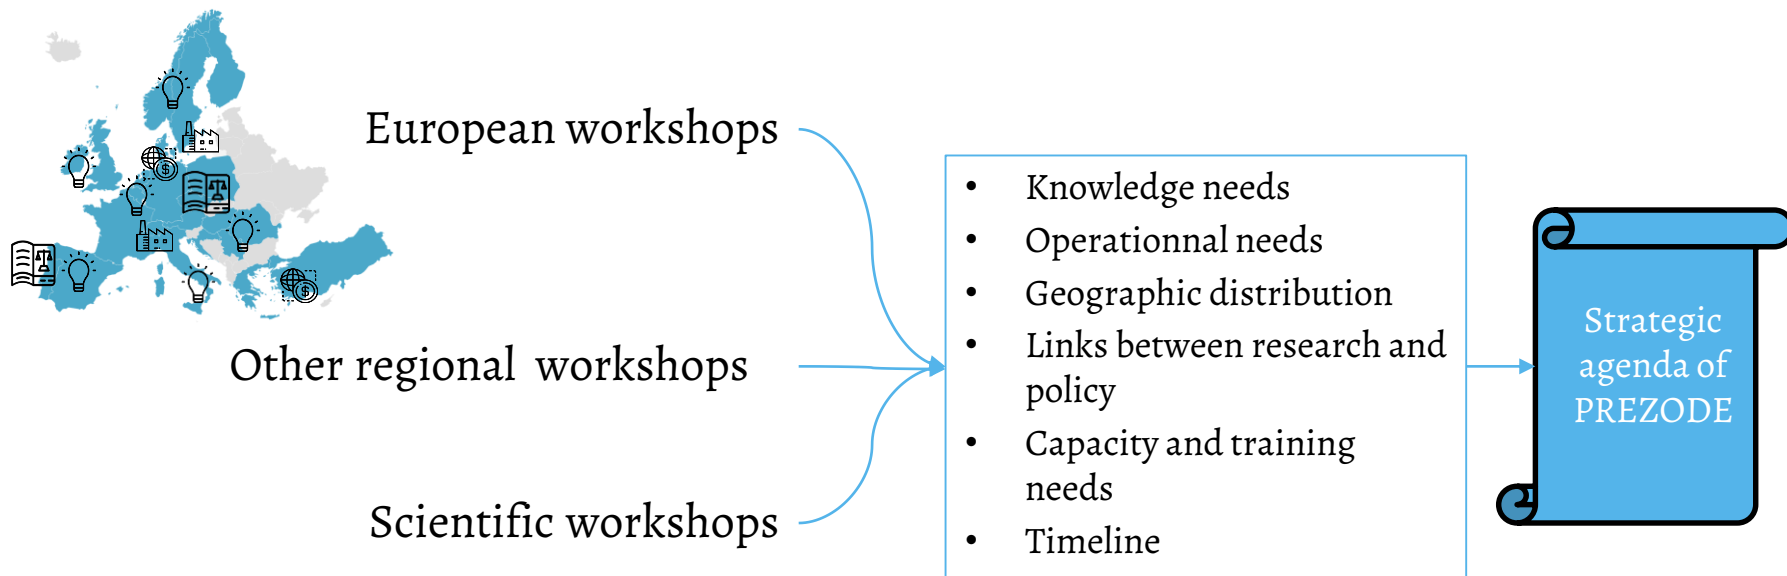 European workshops
Other regional workshops
Scientific workshops
• Knowledge needs
• Operationnal needs
• Geographic distribution
• Links between research and
policy
• Capacity and training
needs
• Timeline
Strategic
agenda of
PREZODE